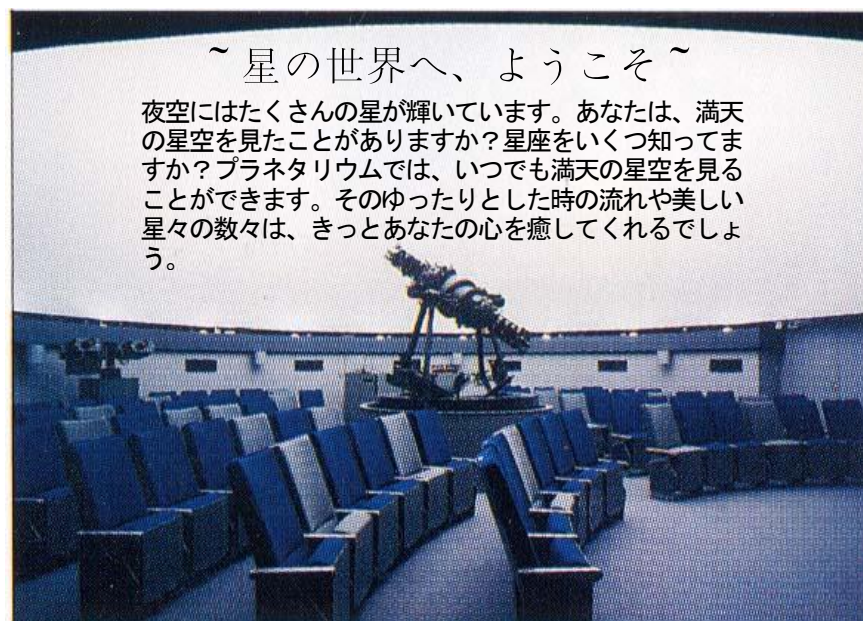 ~星の世界へ、ようこそ~
夜空にはたくさんの星が輝いています。あなたは、満天
の星空を見たことがありますか？星座をいくつ知ってま
すか？プラネタリウムでは、いつでも満天の星空を見る
ことができます。そのゆったりとした時の流れや美しい
星々の数々は、きっとあなたの心を癒してくれるでしょ
う。